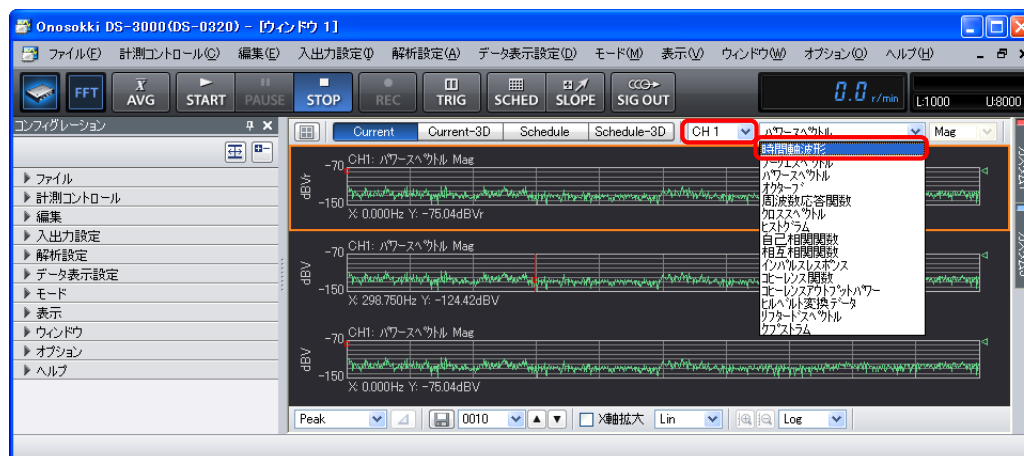 Onosokki DS-3000(DS-0320) - [ウィンドウ 1]
ファイル(F) 計測コントロール(C) 編集(E) 入出力設定(I) 解析設定(A) データ表示設定(D) モード(M) 表示(V) ウィンドウ(W) オプション(O) ヘルプ(H)
FFT X AVG START PAUSE STOP REC TRIG SCHED SLOPE SIG OUT 0.0 r/min L:1000 U:8000
コンフィグレーション
Current Current-3D Schedule Schedule-3D CH 1 パワースペクトル Mag
時間軸波形
フーリエスペクトル
パワースペクトル
オクターブ
周波数応答関数
クロススペクトル
ヒストグラム
自己相関関数
相互相関関数
インパルスレスポンス
コヒーレンス関数
コヒーレンスアウトプットパワー
ヒルベルト変換データ
リフタードスペクトル
ケプストラム
ファイル
計測コントロール
編集
入出力設定
解析設定
データ表示設定
モード
表示
ウィンドウ
オプション
ヘルプ
-70 CH1: パワースペクトル Mag
dBVr
-150
X: 0.000Hz Y: -75.04dBVr
-70 CH1: パワースペクトル Mag
dBV
-150
X: 298.750Hz Y: -124.42dBV
-70 CH1: パワースペクトル Mag
dBV
-150
X: 0.000Hz Y: -75.04dBV
Peak 0010 X軸拡大 Lin Log